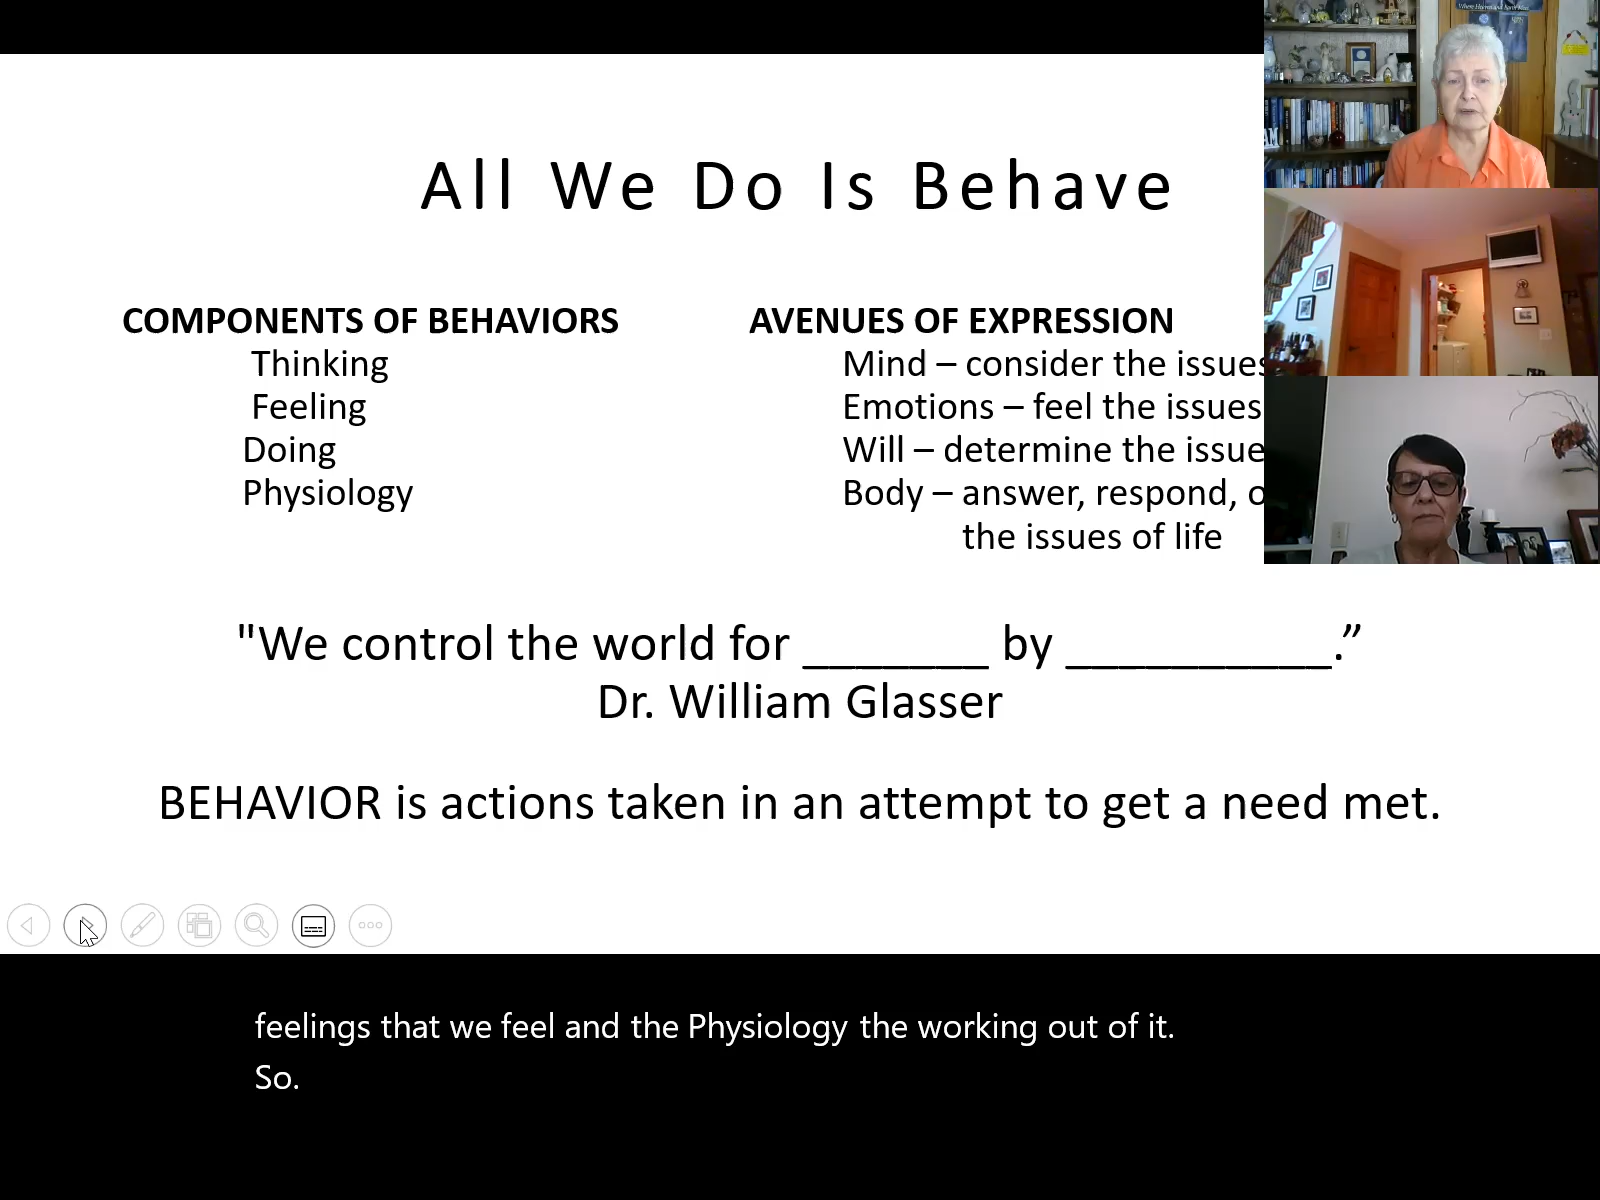 All We Do Is Behave
COMPONENTS OF BEHAVIORS
Thinking
Feeling
Doing
Physiology
AVENUES OF EXPRESSION
Mind – consider the issues
Emotions – feel the issues
Will – determine the issue
Body – answer, respond, o
the issues of life
"We control the world for _______ by __________.”
Dr. William Glasser
BEHAVIOR is actions taken in an attempt to get a need met.
feelings that we feel and the Physiology the working out of it.
So.